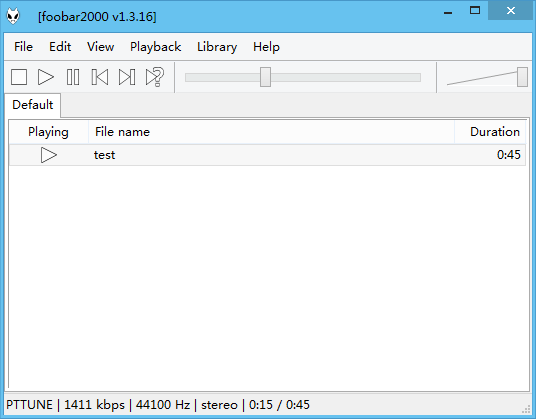 [foobar2000 v1.3.16]
File Edit View Playback Library Help
Default
Playing File name Duration
test 0:45
PTTUNE | 1411 kbps | 44100 Hz | stereo | 0:15 / 0:45